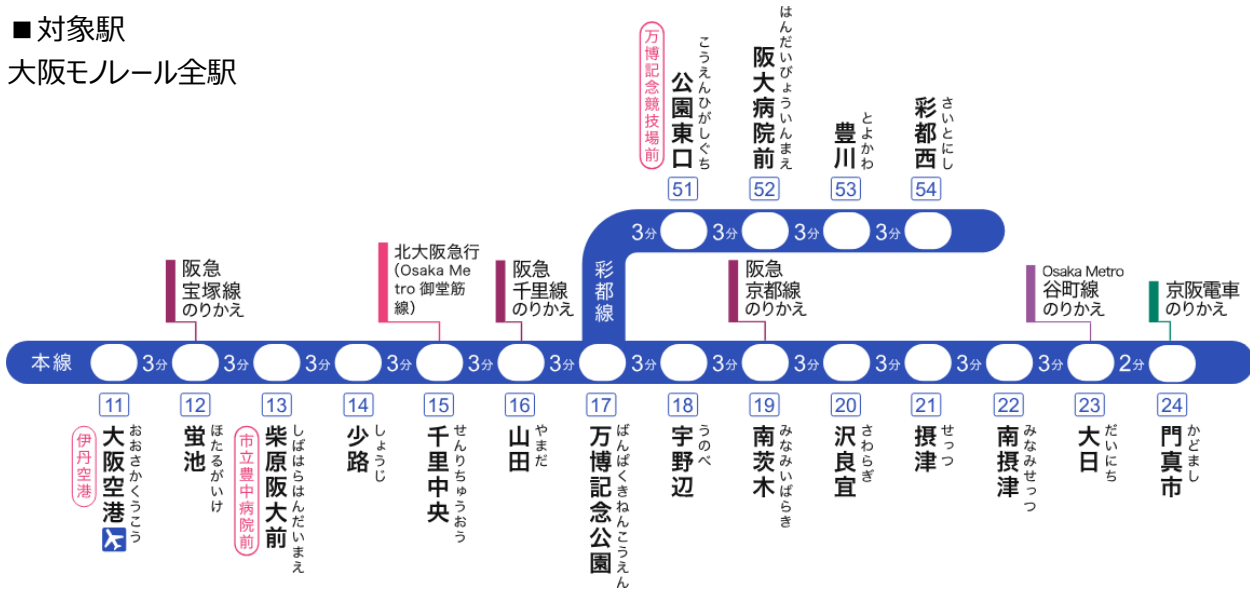 ■対象駅
大阪モノレール全駅
万博記念競技場前
公園東口
こうえんひがしぐち
阪大病院前
はんだいびょういんまえ
豊川
とよかわ
彩都西
さいとにし
51
52
53
54
3分
3分
3分
3分
彩都線
阪急
宝塚線
のりかえ
北大阪急行
(Osaka Me
tro 御堂筋
線）
阪急
千里線
のりかえ
阪急
京都線
のりかえ
Osaka Metro
谷町線
のりかえ
京阪電車
のりかえ
本線
3分
3分
3分
3分
3分
3分
3分
3分
3分
3分
3分
3分
2分
11
12
13
14
15
16
17
18
19
20
21
22
23
24
伊丹空港
大阪空港
おおさかくうこう
蛍池
ほたるがいけ
市立豊中病院前
柴原阪大前
しばはらはんだいまえ
少路
しょうじ
千里中央
せんりちゅうおう
山田
やまだ
万博記念公園
ばんぱくきねんこうえん
宇野辺
うのべ
南茨木
みなみいばらき
沢良宜
さわらぎ
摂津
せっつ
南摂津
みなみせっつ
大日
だいにち
門真市
かどまし